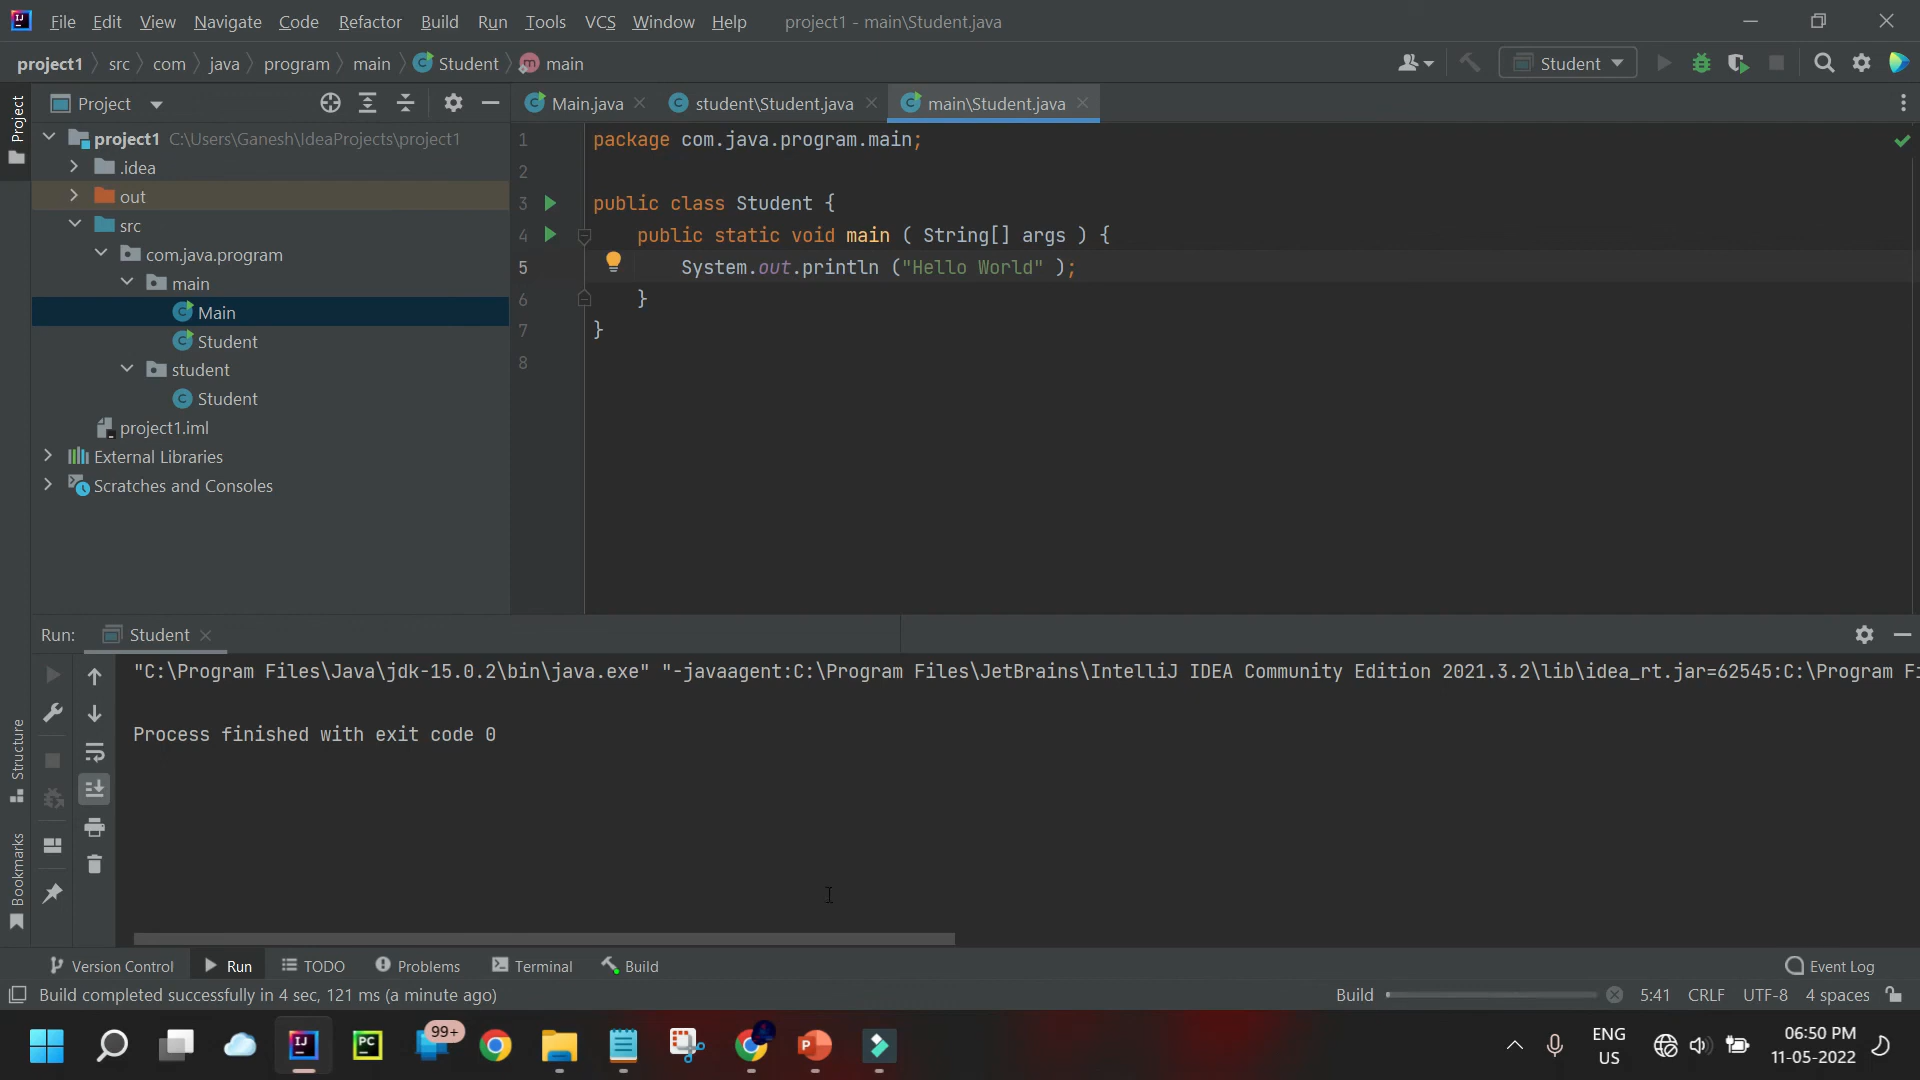 File Edit View Navigate Code Refactor Build Run Tools VCS Window Help project1 - main\Student.java
project1 src com java program main Student main
Student
Project
Main.java student\Student.java main\Student.java
Project
project1 C:\Users\Ganesh\IdeaProjects\project1
.idea
out
src
com.java.program
main
Main
Student
student
Student
project1.iml
External Libraries
Scratches and Consoles
1 package com.java.program.main;
2
3 public class Student {
4 public static void main ( String[] args ) {
5 System.out.println ("Hello World" );
6 }
7 }
8
Run: Student
"C:\Program Files\Java\jdk-15.0.2\bin\java.exe" "-javaagent:C:\Program Files\JetBrains\IntelliJ IDEA Community Edition 2021.3.2\lib\idea_rt.jar=62545:C:\Program Fi
Process finished with exit code 0
Structure
Bookmarks
Version Control Run TODO Problems Terminal Build Event Log
Build completed successfully in 4 sec, 121 ms (a minute ago) Build 5:41 CRLF UTF-8 4 spaces
IJ PC 99+ P
ENG
US
06:50 PM
11-05-2022